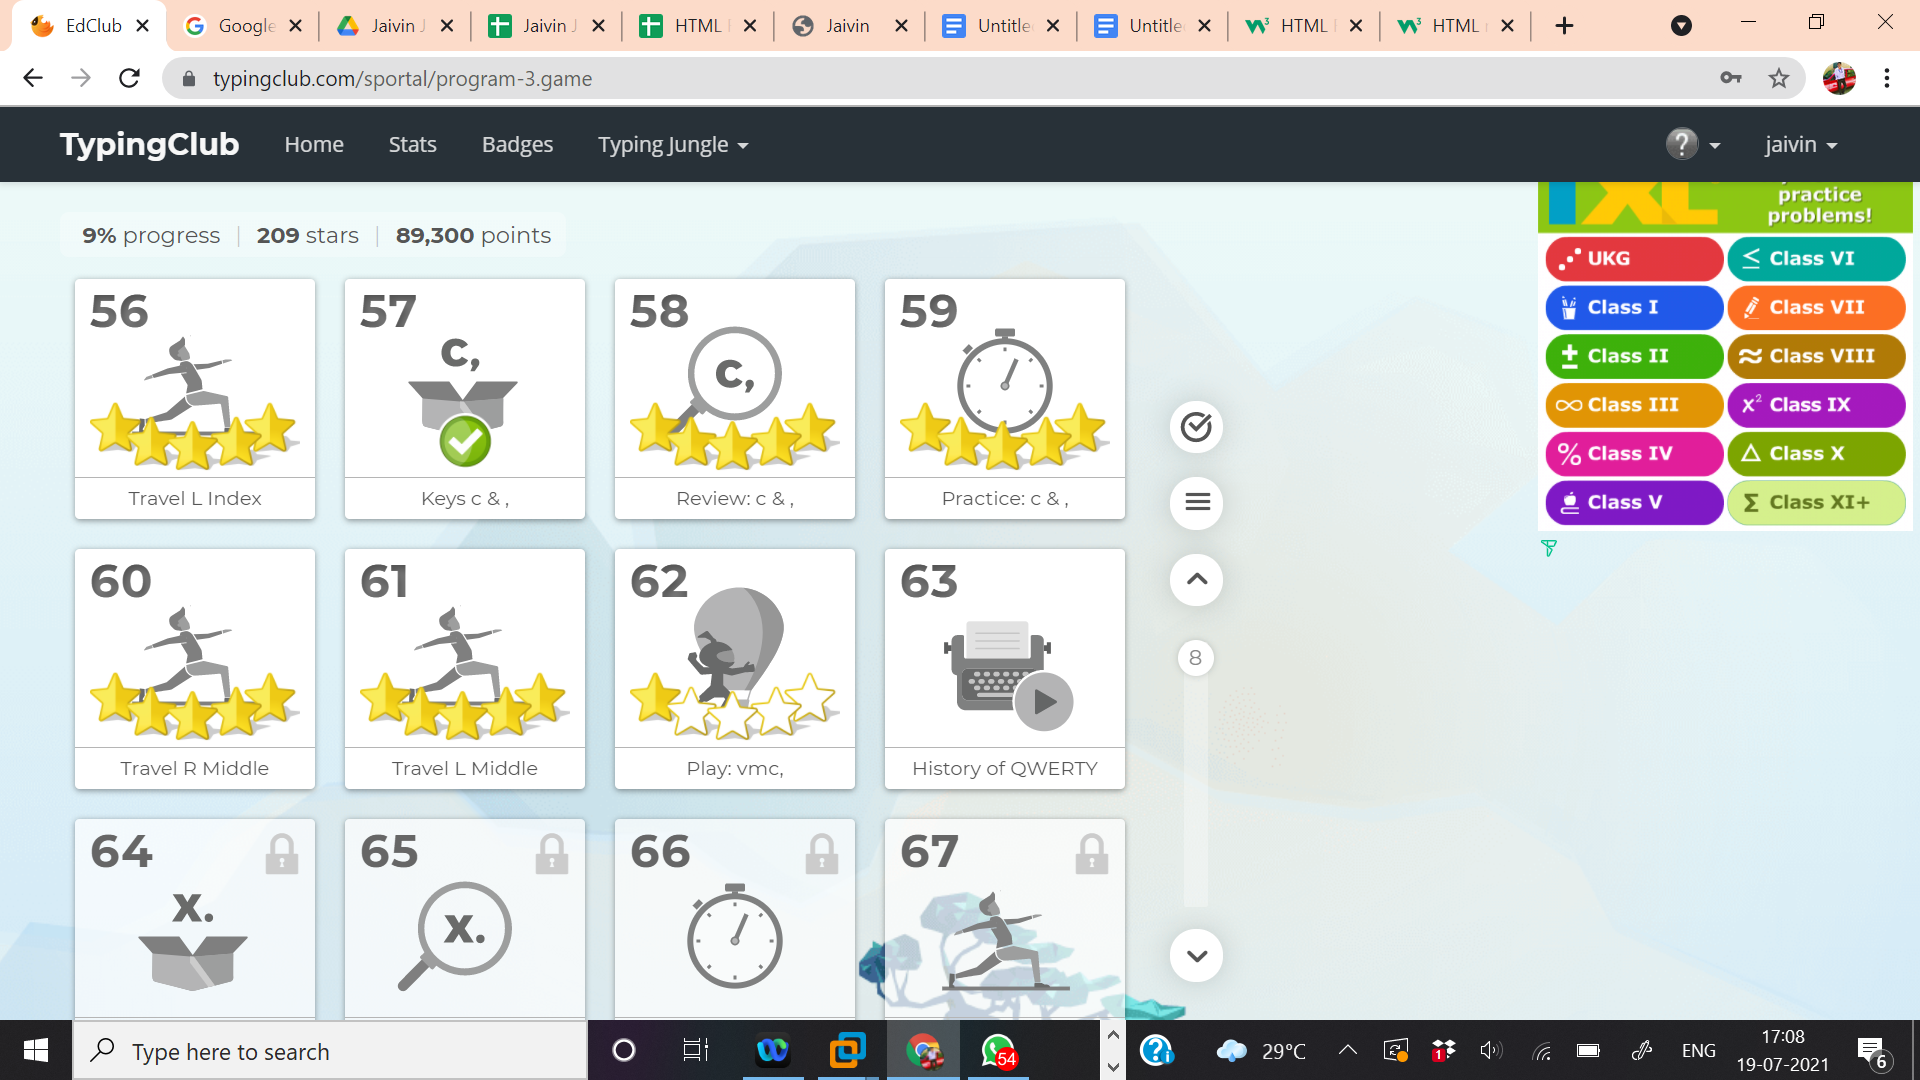 EdClub
Google
Jaivin J
Jaivin J
HTML
Jaivin
Untitle
Untitle
HTML
HTML
typingclub.com/sportal/program-3.game
TypingClub
Home
Stats
Badges
Typing Jungle
?
jaivin
practice
problems!
9% progress
209 stars
89,300 points
UKG
≤ Class VI
Class I
Class VII
± Class II
≈ Class VIII
∞ Class III
x² Class IX
% Class IV
△ Class X
Class V
Σ Class XI+
56
Travel L Index
57
c,
Keys c & ,
58
c,
Review: c & ,
59
Practice: c & ,
60
Travel R Middle
61
Travel L Middle
62
Play: vmc,
63
History of QWERTY
8
64
x.
65
x.
66
67
Type here to search
54
29°C
1
ENG
17:08
19-07-2021
6